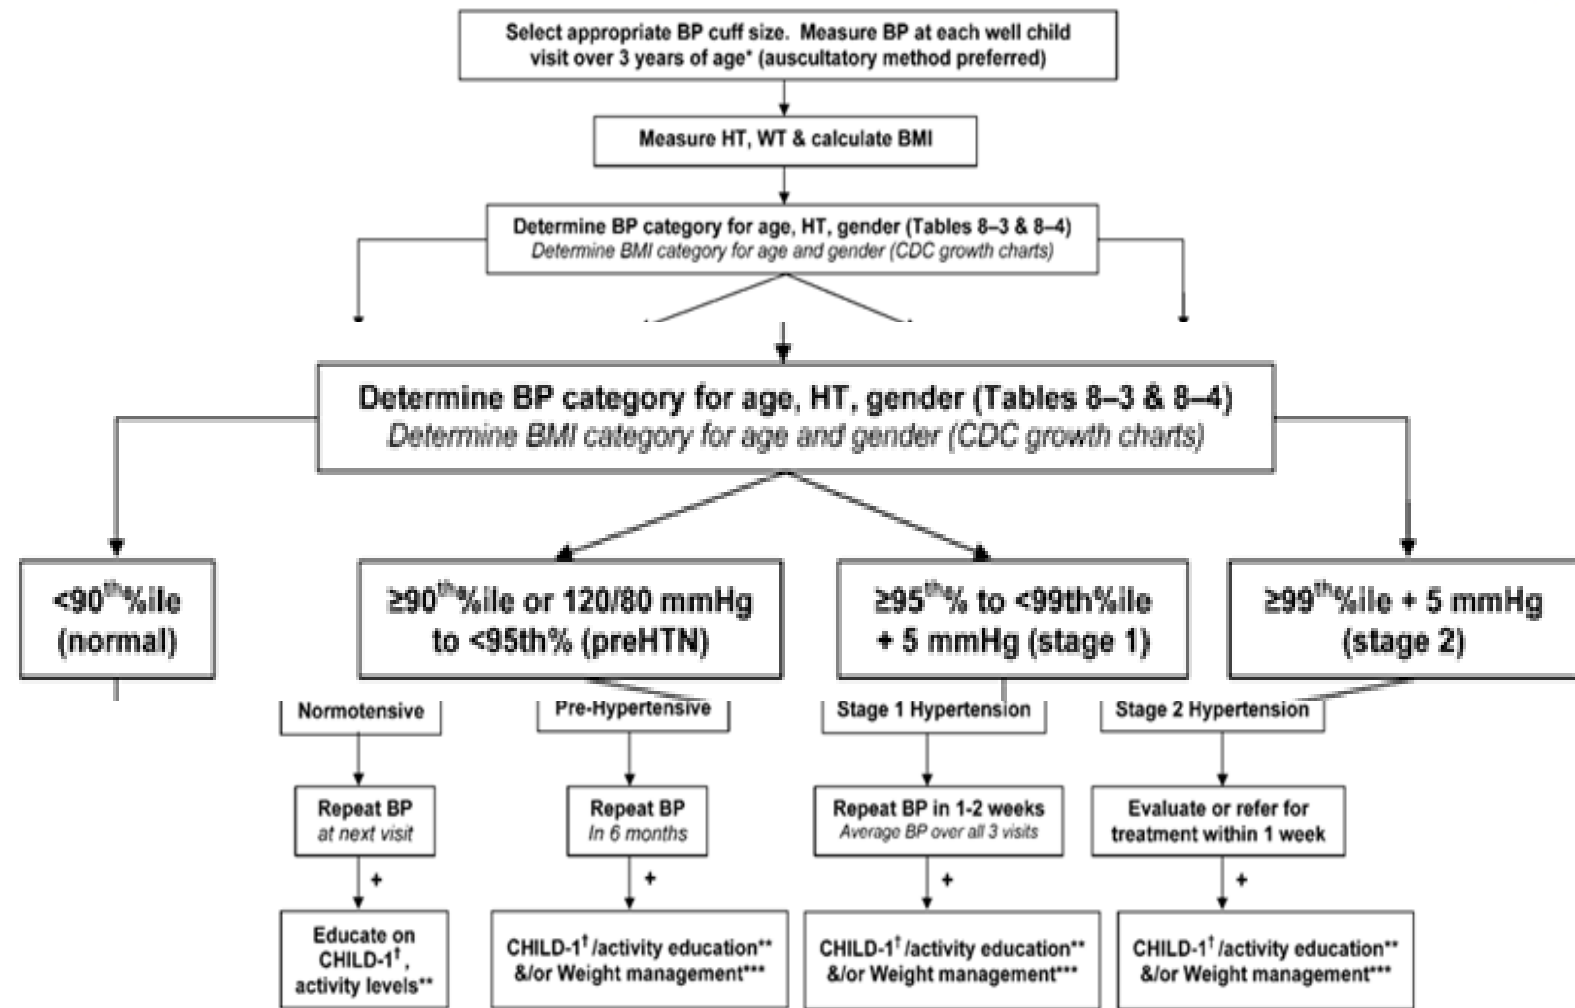 Select appropriate BP cuff size. Measure BP at each well child
visit over 3 years of age* (auscultatory method preferred)
Measure HT, WT & calculate BMI
Determine BP category for age, HT, gender (Tables 8–3 & 8–4)
Determine BMI category for age and gender (CDC growth charts)
Determine BP category for age, HT, gender (Tables 8–3 & 8–4)
Determine BMI category for age and gender (CDC growth charts)
<90th%ile
(normal)
≥90th%ile or 120/80 mmHg
to <95th% (preHTN)
≥95th% to <99th%ile
+ 5 mmHg (stage 1)
≥99th%ile + 5 mmHg
(stage 2)
Normotensive
Pre-Hypertensive
Stage 1 Hypertension
Stage 2 Hypertension
Repeat BP
at next visit
Repeat BP
In 6 months
Repeat BP in 1-2 weeks
Average BP over all 3 visits
Evaluate or refer for
treatment within 1 week
+
+
+
+
Educate on
CHILD-1†,
activity levels**
CHILD-1†/activity education**
&/or Weight management***
CHILD-1†/activity education**
&/or Weight management***
CHILD-1†/activity education**
&/or Weight management***